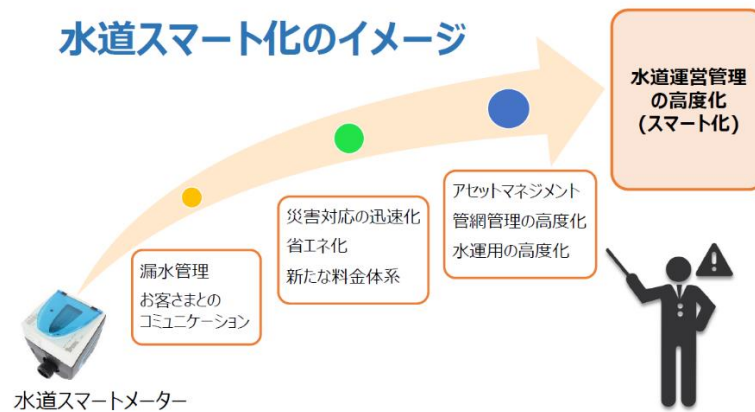 水道スマート化のイメージ
水道運営管理
の高度化
(スマート化)
アセットマネジメント
管網管理の高度化
水運用の高度化
災害対応の迅速化
省エネ化
新たな料金体系
漏水管理
お客さまとの
コミュニケーション
水道スマートメーター